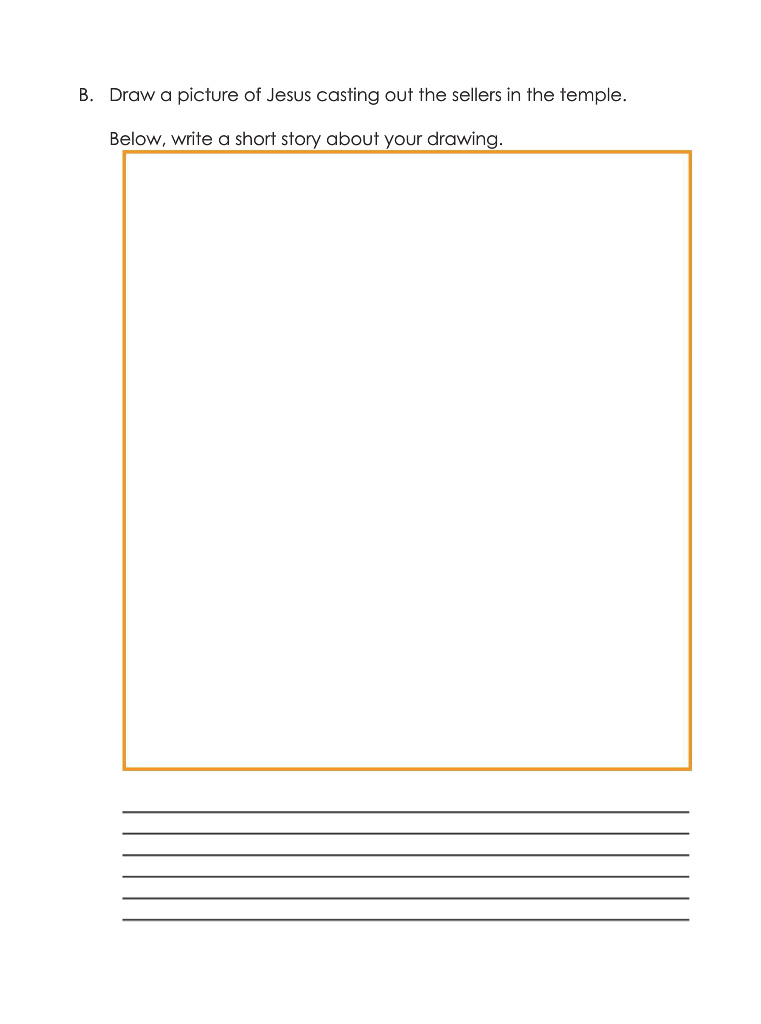 B. Draw a picture of Jesus casting out the sellers in the temple.
Below, write a short story about your drawing.